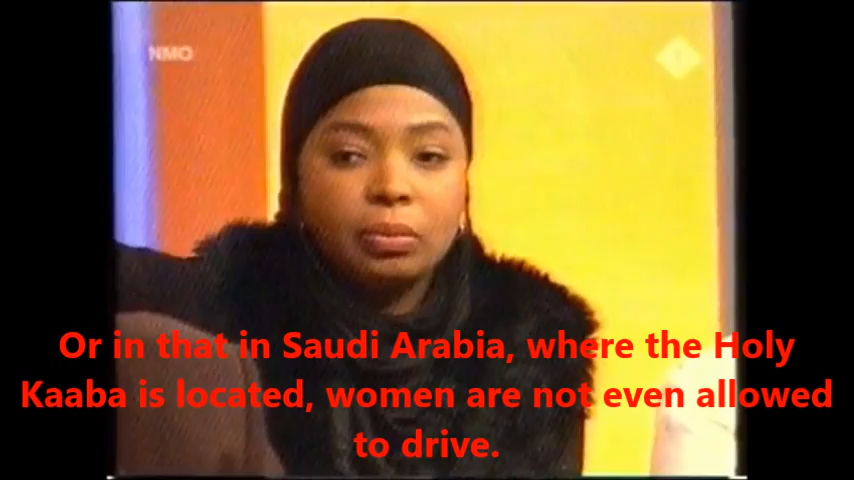 NMO
1
Or in that in Saudi Arabia, where the Holy
Kaaba is located, women are not even allowed
to drive.